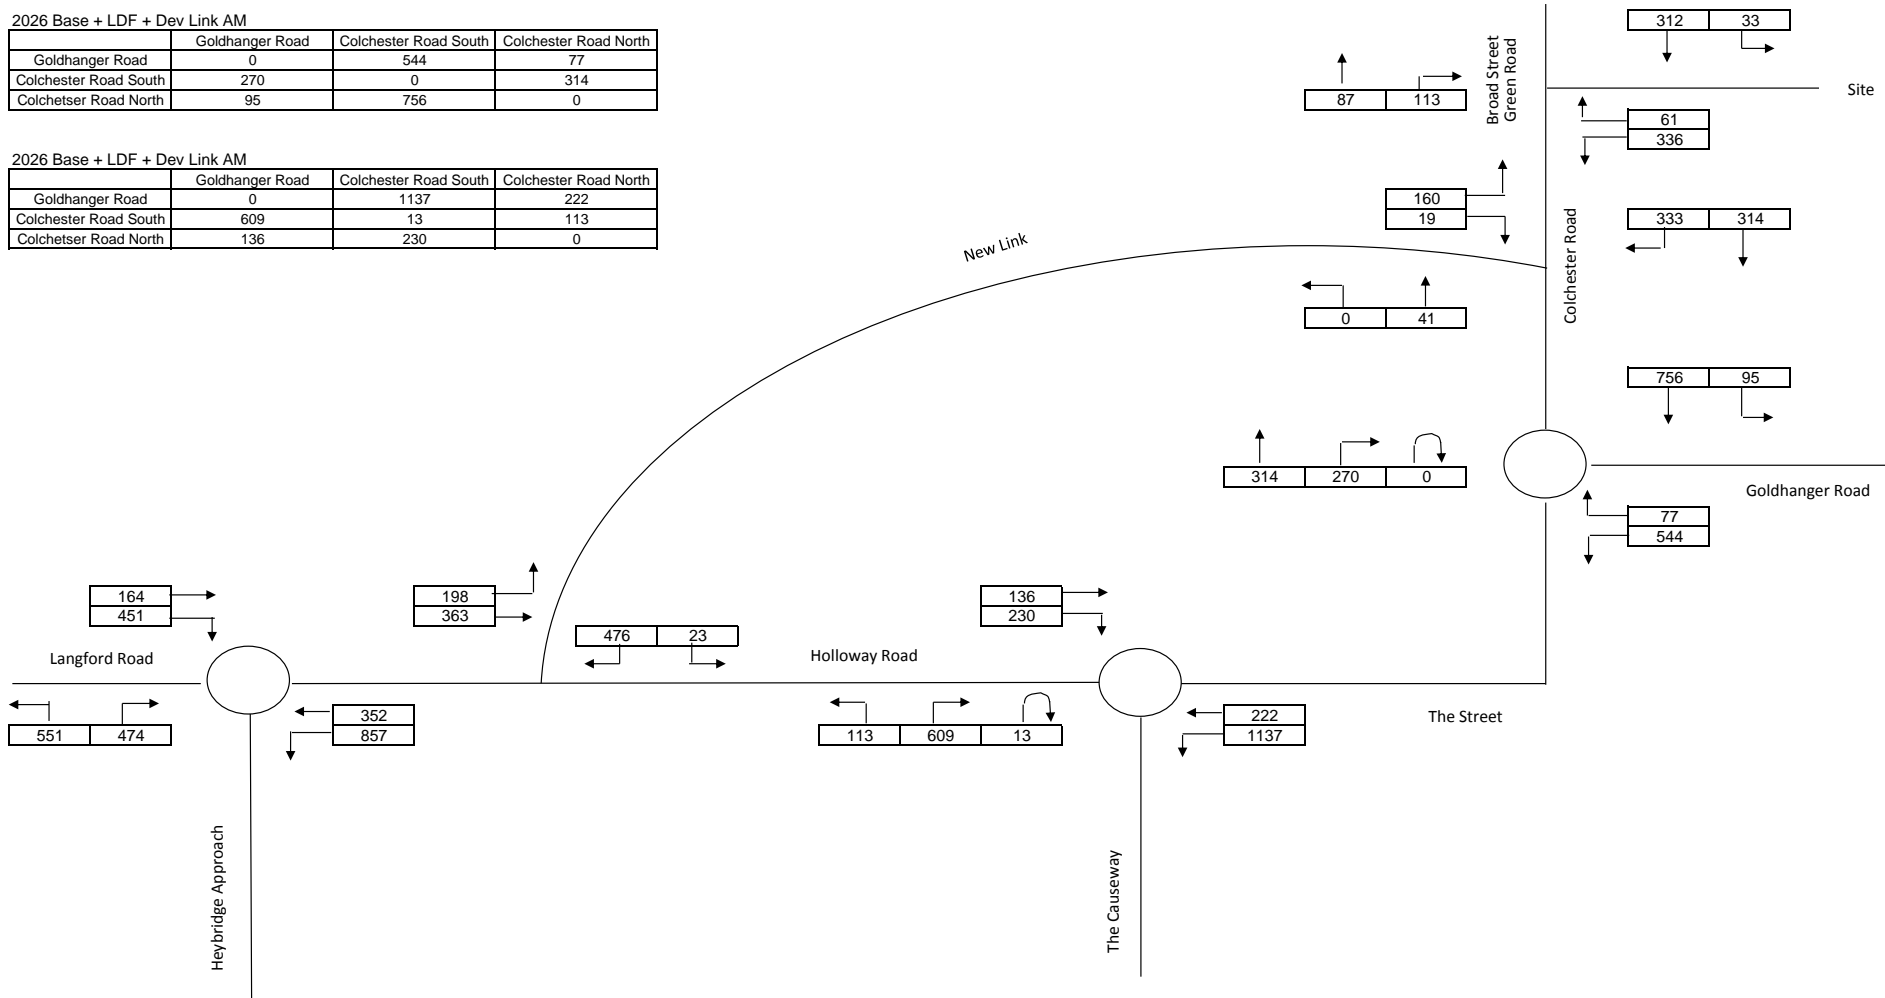 2026 Base + LDF + Dev Link AM
Goldhanger Road Colchester Road South Colchester Road North
Goldhanger Road 0 544 77
Colchester Road South 270 0 314
Colchetser Road North 95 756 0
2026 Base + LDF + Dev Link AM
Goldhanger Road Colchester Road South Colchester Road North
Goldhanger Road 0 1137 222
Colchester Road South 609 13 113
Colchetser Road North 136 230 0
312 33
Broad Street
Green Road
87 113
Site
61
336
160
19
Colchester Road
333 314
New Link
0 41
756 95
314 270 0
Goldhanger Road
77
544
164
451
198
363
136
230
476 23
Langford Road
Holloway Road
551 474
352
857
113 609 13
222
1137
The Street
Heybridge Approach
The Causeway